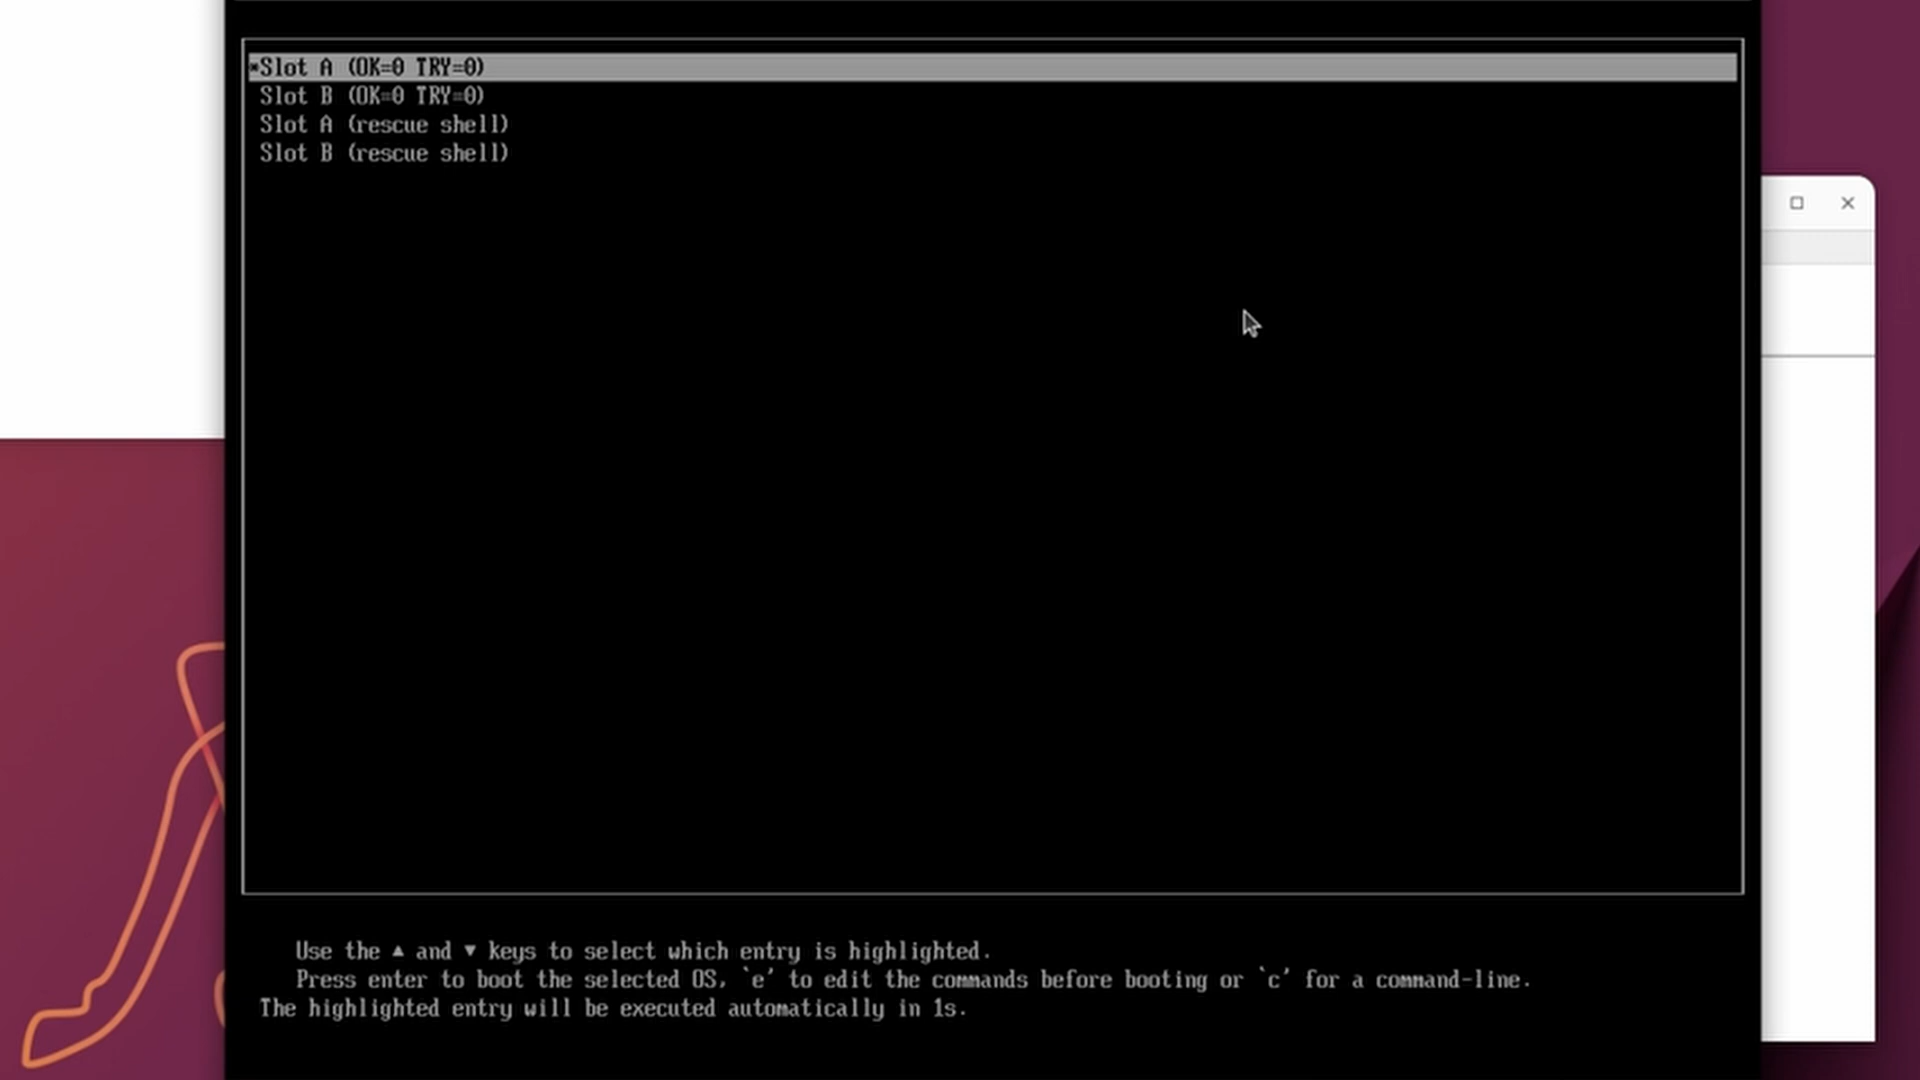 *Slot A (OK=0 TRY=0)
Slot B (OK=0 TRY=0)
Slot A (rescue shell)
Slot B (rescue shell)
Use the ▲ and ▼ keys to select which entry is highlighted.
Press enter to boot the selected OS, `e' to edit the commands before booting or `c' for a command-line.
The highlighted entry will be executed automatically in 1s.